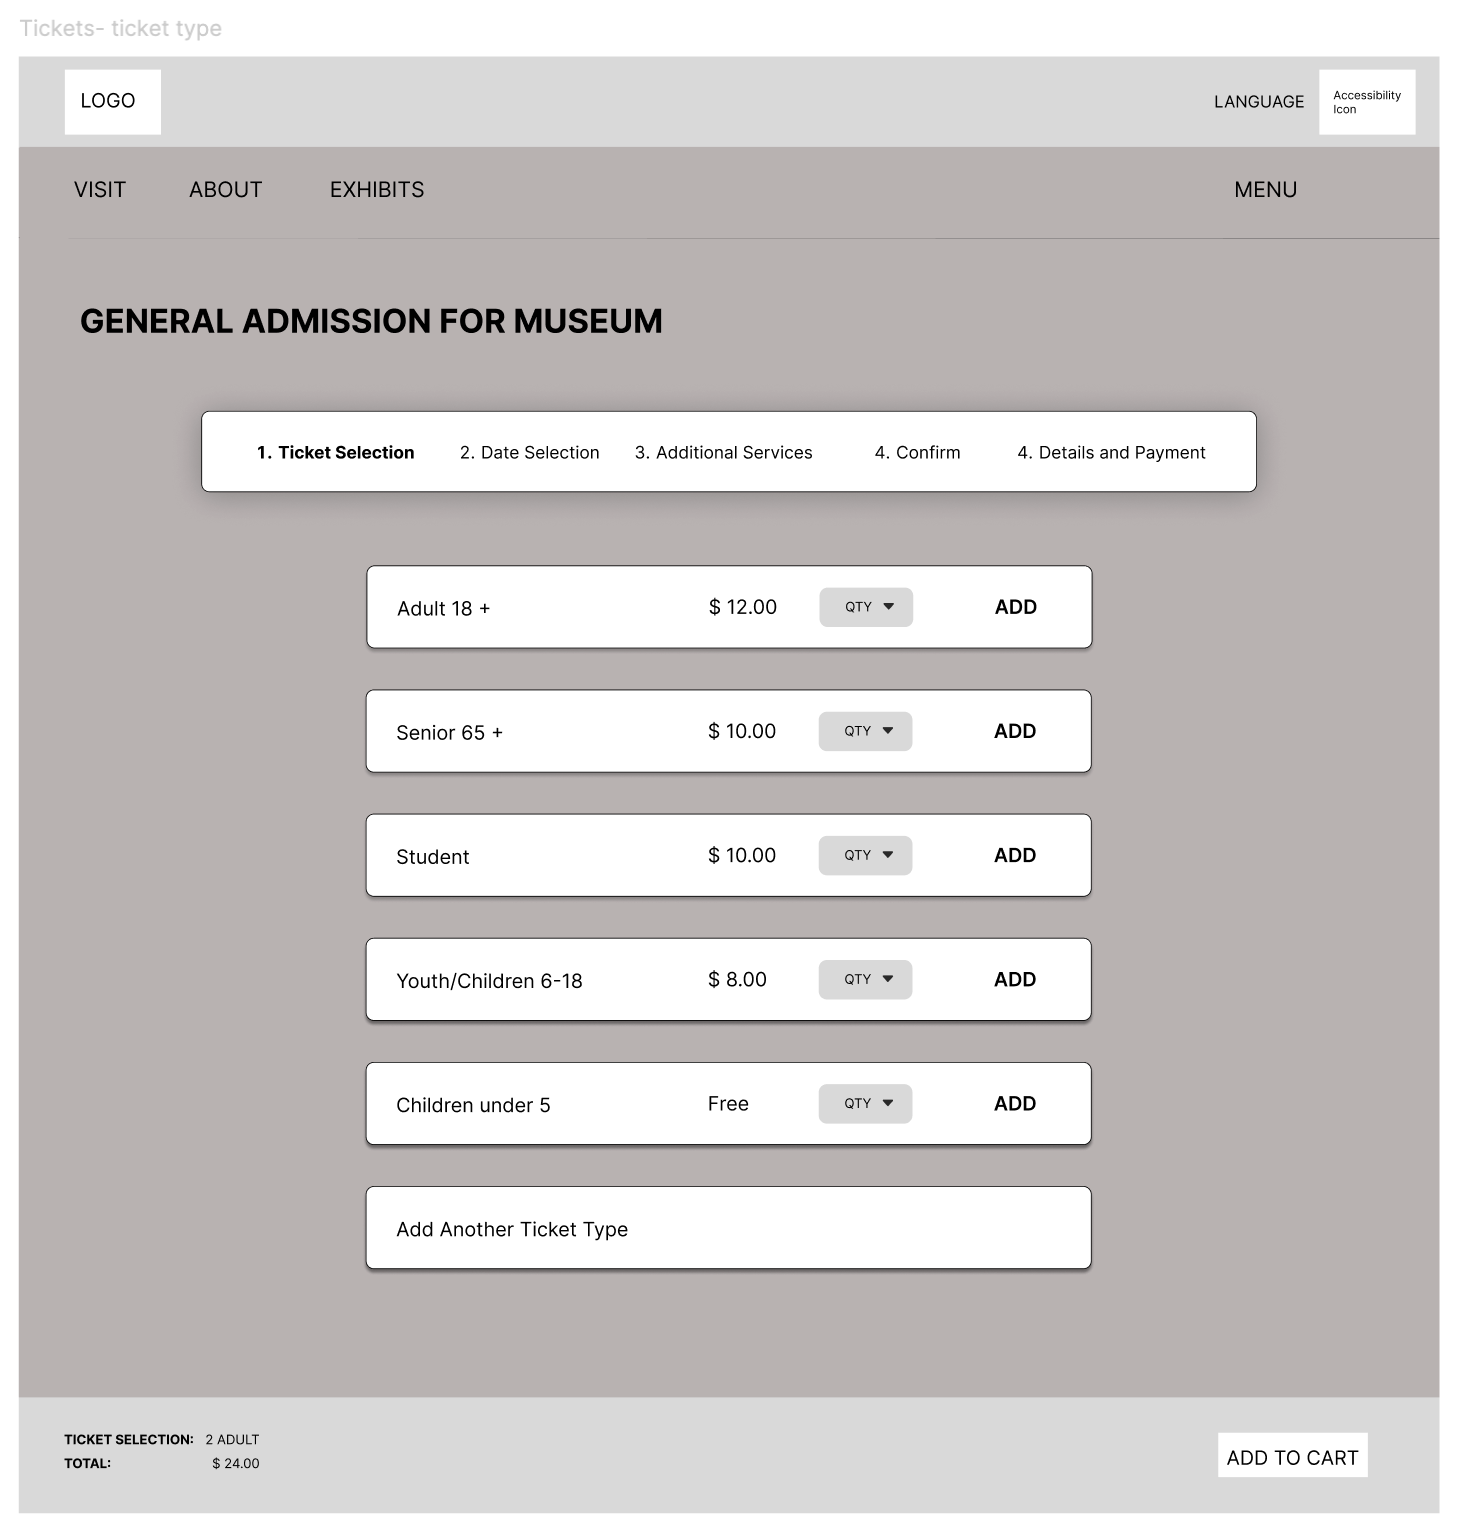 Tickets- ticket type
LOGO
LANGUAGE
Accessibility
Icon
VISIT ABOUT EXHIBITS MENU
GENERAL ADMISSION FOR MUSEUM
1. Ticket Selection 2. Date Selection 3. Additional Services 4. Confirm 4. Details and Payment
Adult 18 + $ 12.00 QTY ADD
Senior 65 + $ 10.00 QTY ADD
Student $ 10.00 QTY ADD
Youth/Children 6-18 $ 8.00 QTY ADD
Children under 5 Free QTY ADD
Add Another Ticket Type
TICKET SELECTION: 2 ADULT
TOTAL: $ 24.00
ADD TO CART